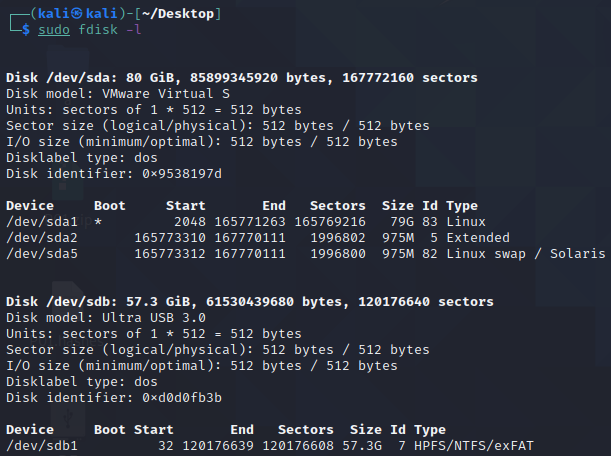 ┌──(kali㉿kali)-[~/Desktop]
└─$ sudo fdisk -l
Disk /dev/sda: 80 GiB, 85899345920 bytes, 167772160 sectors
Disk model: VMware Virtual S
Units: sectors of 1 * 512 = 512 bytes
Sector size (logical/physical): 512 bytes / 512 bytes
I/O size (minimum/optimal): 512 bytes / 512 bytes
Disklabel type: dos
Disk identifier: 0x9538197d
Device     Boot     Start       End   Sectors  Size Id Type
/dev/sda1  *         2048 165771263 165769216   79G 83 Linux
/dev/sda2       165773310 167770111   1996802  975M  5 Extended
/dev/sda5       165773312 167770111   1996800  975M 82 Linux swap / Solaris
Disk /dev/sdb: 57.3 GiB, 61530439680 bytes, 120176640 sectors
Disk model: Ultra USB 3.0
Units: sectors of 1 * 512 = 512 bytes
Sector size (logical/physical): 512 bytes / 512 bytes
I/O size (minimum/optimal): 512 bytes / 512 bytes
Disklabel type: dos
Disk identifier: 0xd0d0fb3b
Device     Boot Start       End   Sectors  Size Id Type
/dev/sdb1          32 120176639 120176608 57.3G  7 HPFS/NTFS/exFAT